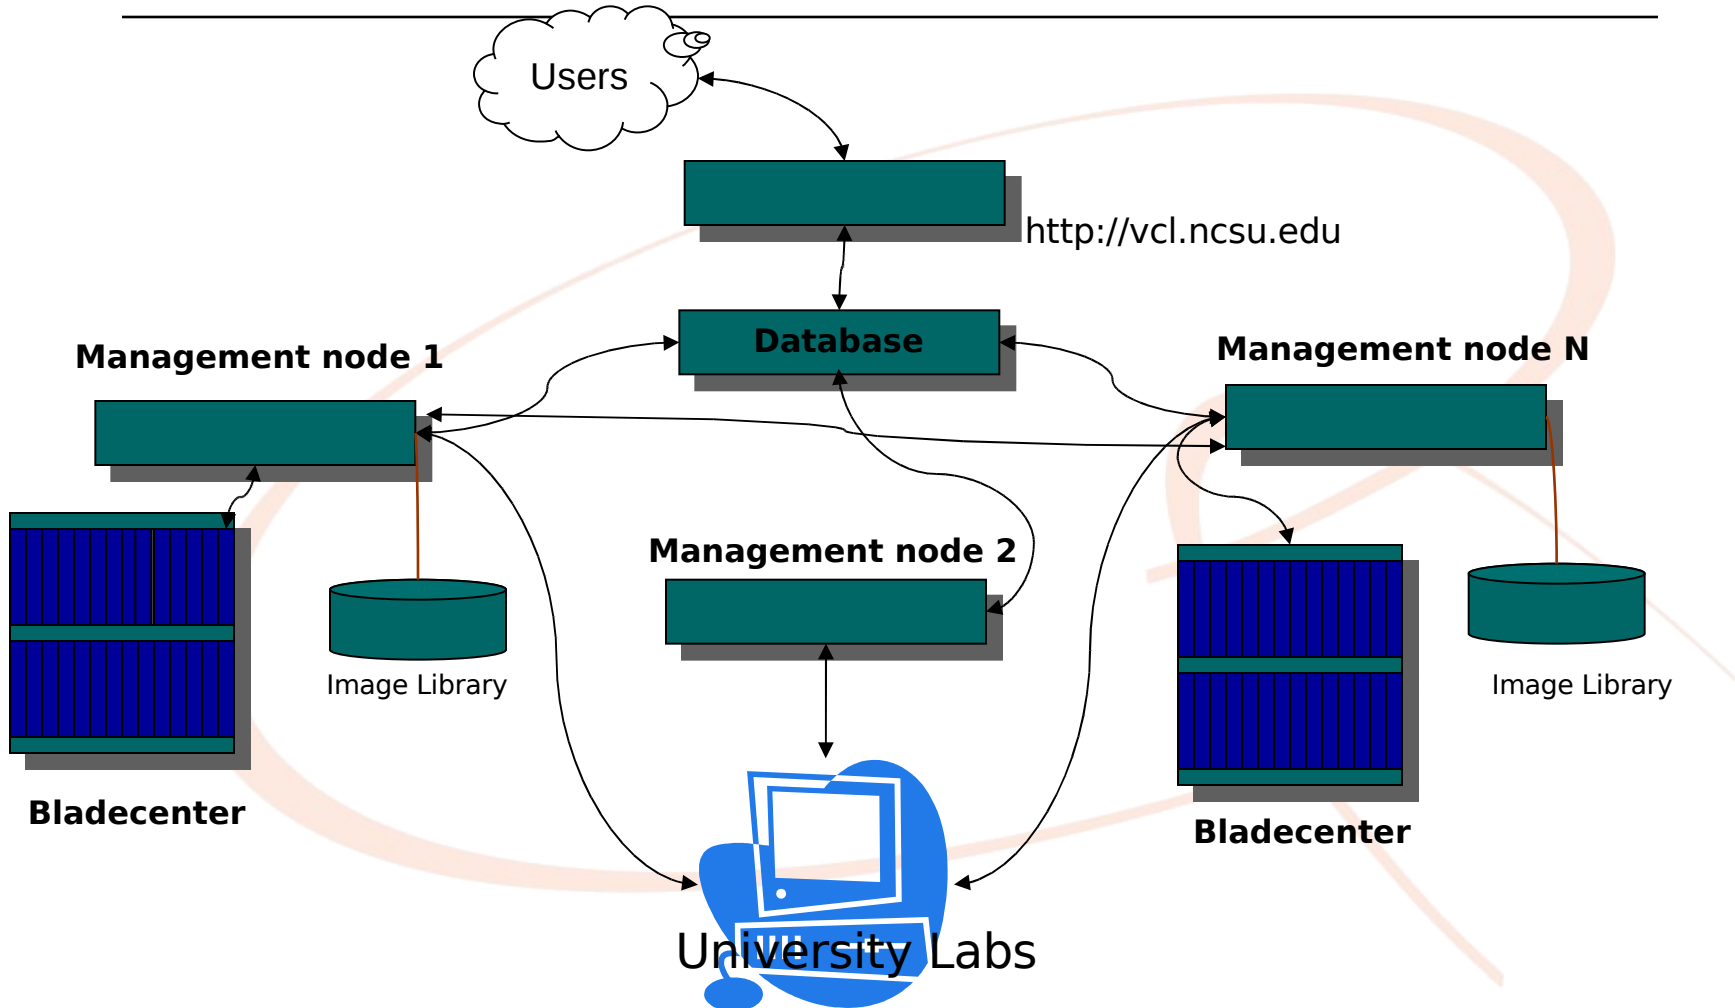 Users
http://vcl.ncsu.edu
Database
Management node 1
Management node N
Management node 2
Image Library
Image Library
Bladecenter
Bladecenter
University Labs